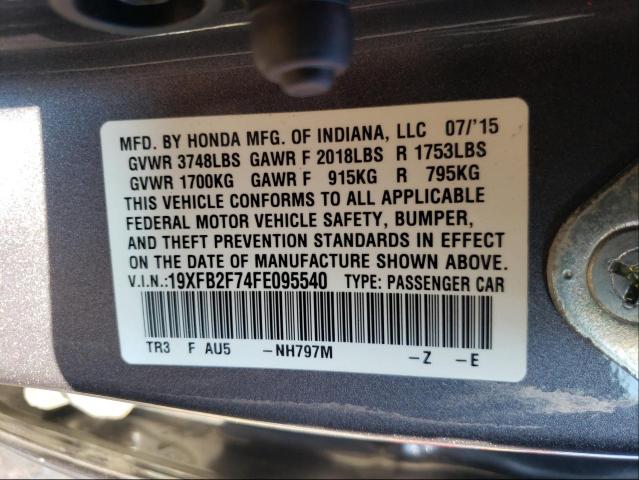 MFD. BY HONDA MFG. OF INDIANA, LLC 07/'15
GVWR 3748LBS GAWR F 2018LBS R 1753LBS
GVWR 1700KG GAWR F 915KG R 795KG
THIS VEHICLE CONFORMS TO ALL APPLICABLE
FEDERAL MOTOR VEHICLE SAFETY, BUMPER,
AND THEFT PREVENTION STANDARDS IN EFFECT
ON THE DATE OF MANUFACTURE SHOWN ABOVE.
V.I.N.:19XFB2F74FE095540 TYPE: PASSENGER CAR
TR3 F AU5 -NH797M -Z -E